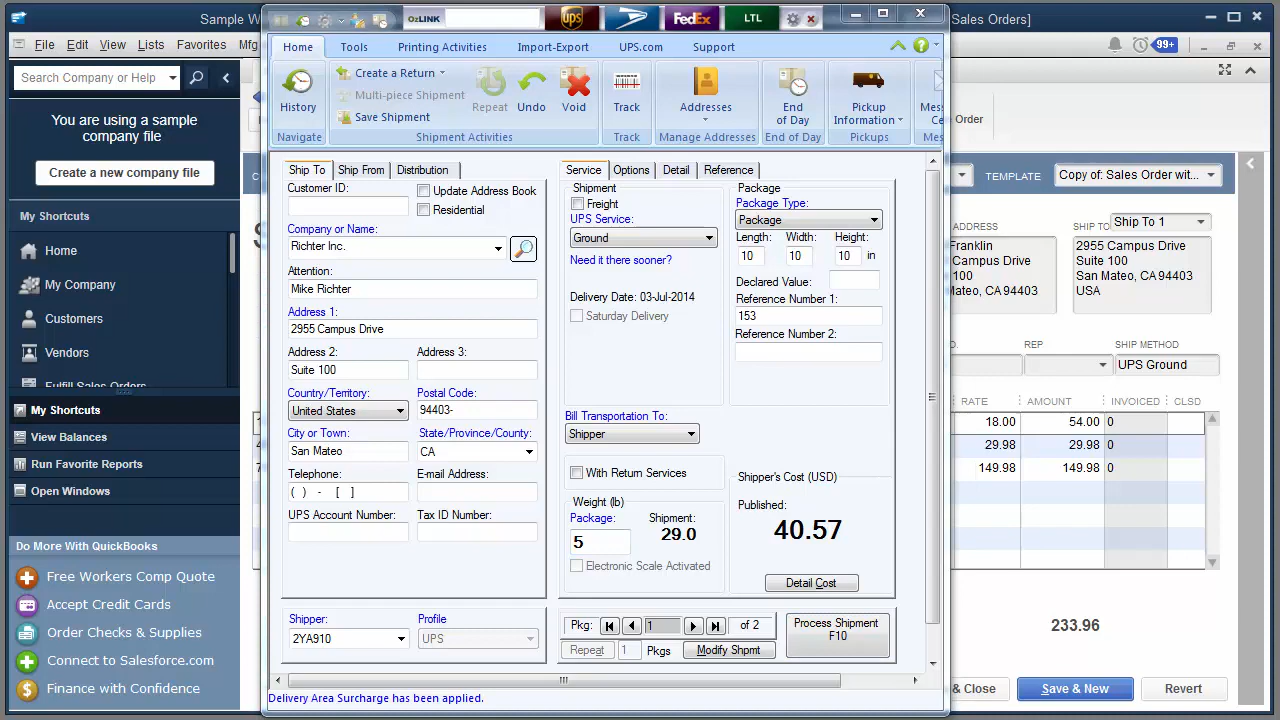 Sample W
OzLINK
UPS
FedEx
LTL
[Sales Orders]
File Edit View Lists Favorites Mfg
99+
Search Company or Help
You are using a sample
company file
Create a new company file
My Shortcuts
Home
My Company
Customers
Vendors
Fulfill Sales Orders
My Shortcuts
View Balances
Run Favorite Reports
Open Windows
Do More With QuickBooks
Free Workers Comp Quote
Accept Credit Cards
Order Checks & Supplies
Connect to Salesforce.com
Finance with Confidence
Home Tools Printing Activities Import-Export UPS.com Support
History
Navigate
Create a Return
Multi-piece Shipment
Save Shipment
Repeat
Undo
Void
Shipment Activities
Track
Track
Addresses
Manage Addresses
End
of Day
End of Day
Pickup
Information
Pickups
Mess
Ce
Mes
Ship To Ship From Distribution
Customer ID:
Update Address Book
Residential
Company or Name:
Richter Inc.
Attention:
Mike Richter
Address 1:
2955 Campus Drive
Address 2: Address 3:
Suite 100
Country/Territory: Postal Code:
United States 94403-
City or Town: State/Province/County:
San Mateo CA
Telephone: E-mail Address:
( ) - [ ]
UPS Account Number: Tax ID Number:
Shipper: Profile
2YA910 UPS
Service Options Detail Reference
Shipment
Freight
UPS Service:
Ground
Need it there sooner?
Delivery Date: 03-Jul-2014
Saturday Delivery
Package
Package Type:
Package
Length: Width: Height:
10 10 10 in
Declared Value:
Reference Number 1:
153
Reference Number 2:
Bill Transportation To:
Shipper
With Return Services
Weight (lb)
Package: Shipment:
5 29.0
Electronic Scale Activated
Shipper's Cost (USD)
Published:
40.57
Detail Cost
Pkg: 1 of 2
Repeat 1 Pkgs Modify Shpmt
Process Shipment
F10
Delivery Area Surcharge has been applied.
Order
TEMPLATE Copy of: Sales Order wit...
ADDRESS
Franklin
Campus Drive
100
Mateo, CA 94403
SHIP TO Ship To 1
2955 Campus Drive
Suite 100
San Mateo, CA 94403
USA
REP SHIP METHOD
UPS Ground
RATE AMOUNT INVOICED CLSD
18.00 54.00 0
29.98 29.98 0
149.98 149.98 0
233.96
& Close Save & New Revert